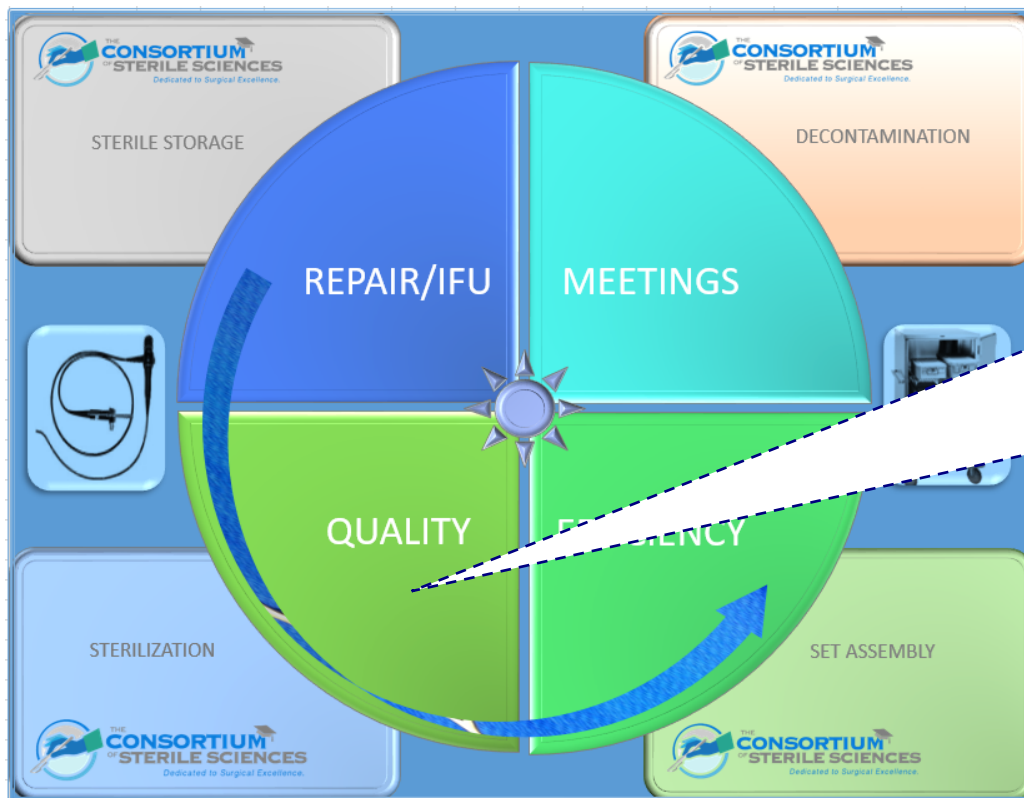 THE
CONSORTIUM
OF STERILE SCIENCES
Dedicated to Surgical Excellence.
STERILE STORAGE
THE
CONSORTIUM
OF STERILE SCIENCES
Dedicated to Surgical Excellence.
DECONTAMINATION
REPAIR/IFU
MEETINGS
QUALITY
STERILIZATION
SET ASSEMBLY
THE
CONSORTIUM
OF STERILE SCIENCES
Dedicated to Surgical Excellence.
THE
CONSORTIUM
OF STERILE SCIENCES
Dedicated to Surgical Excellence.